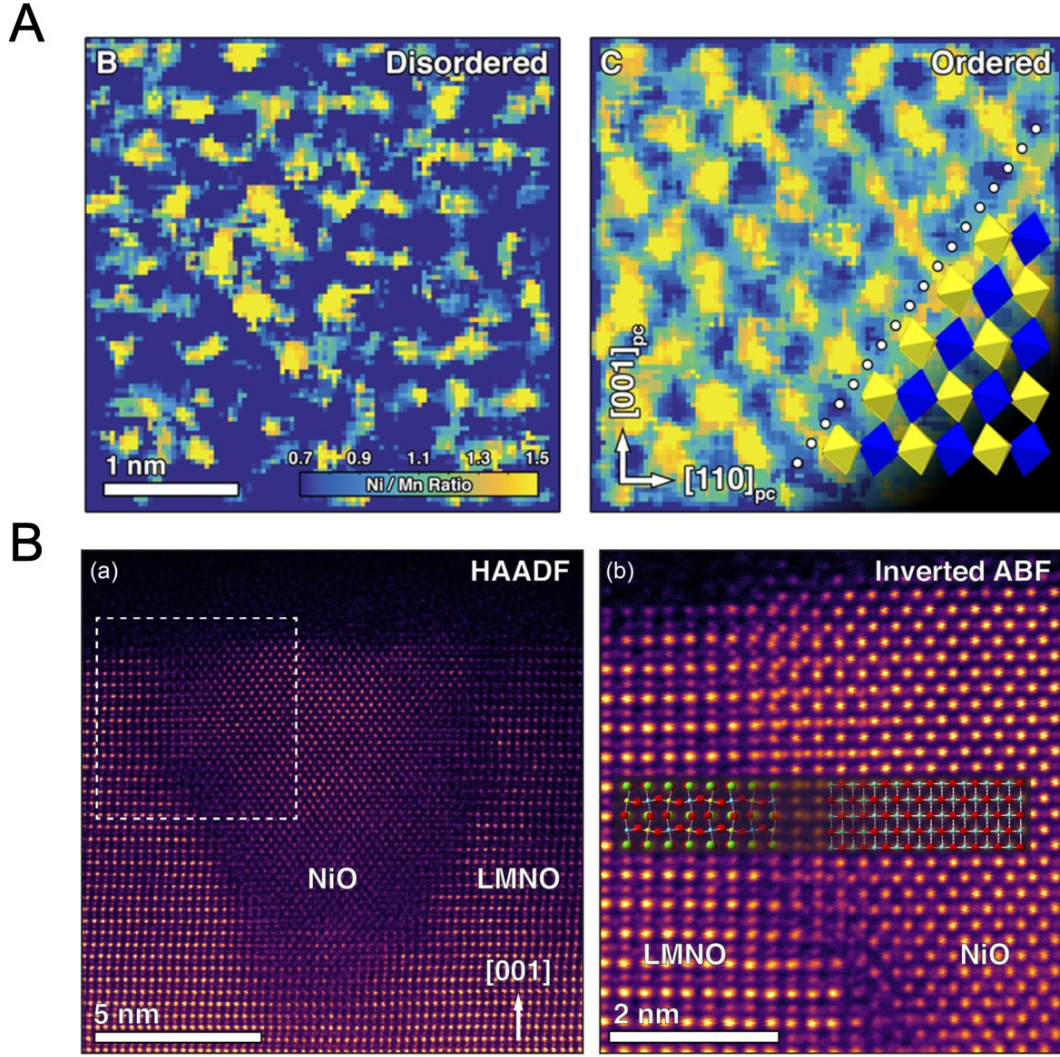 A
B Disordered
C Ordered
1 nm
0.7 0.9 1.1 1.3 1.5
Ni / Mn Ratio
[001]pc
[110]pc
B
(a) HAADF
(b) Inverted ABF
NiO LMNO
[001]
5 nm
LMNO NiO
2 nm